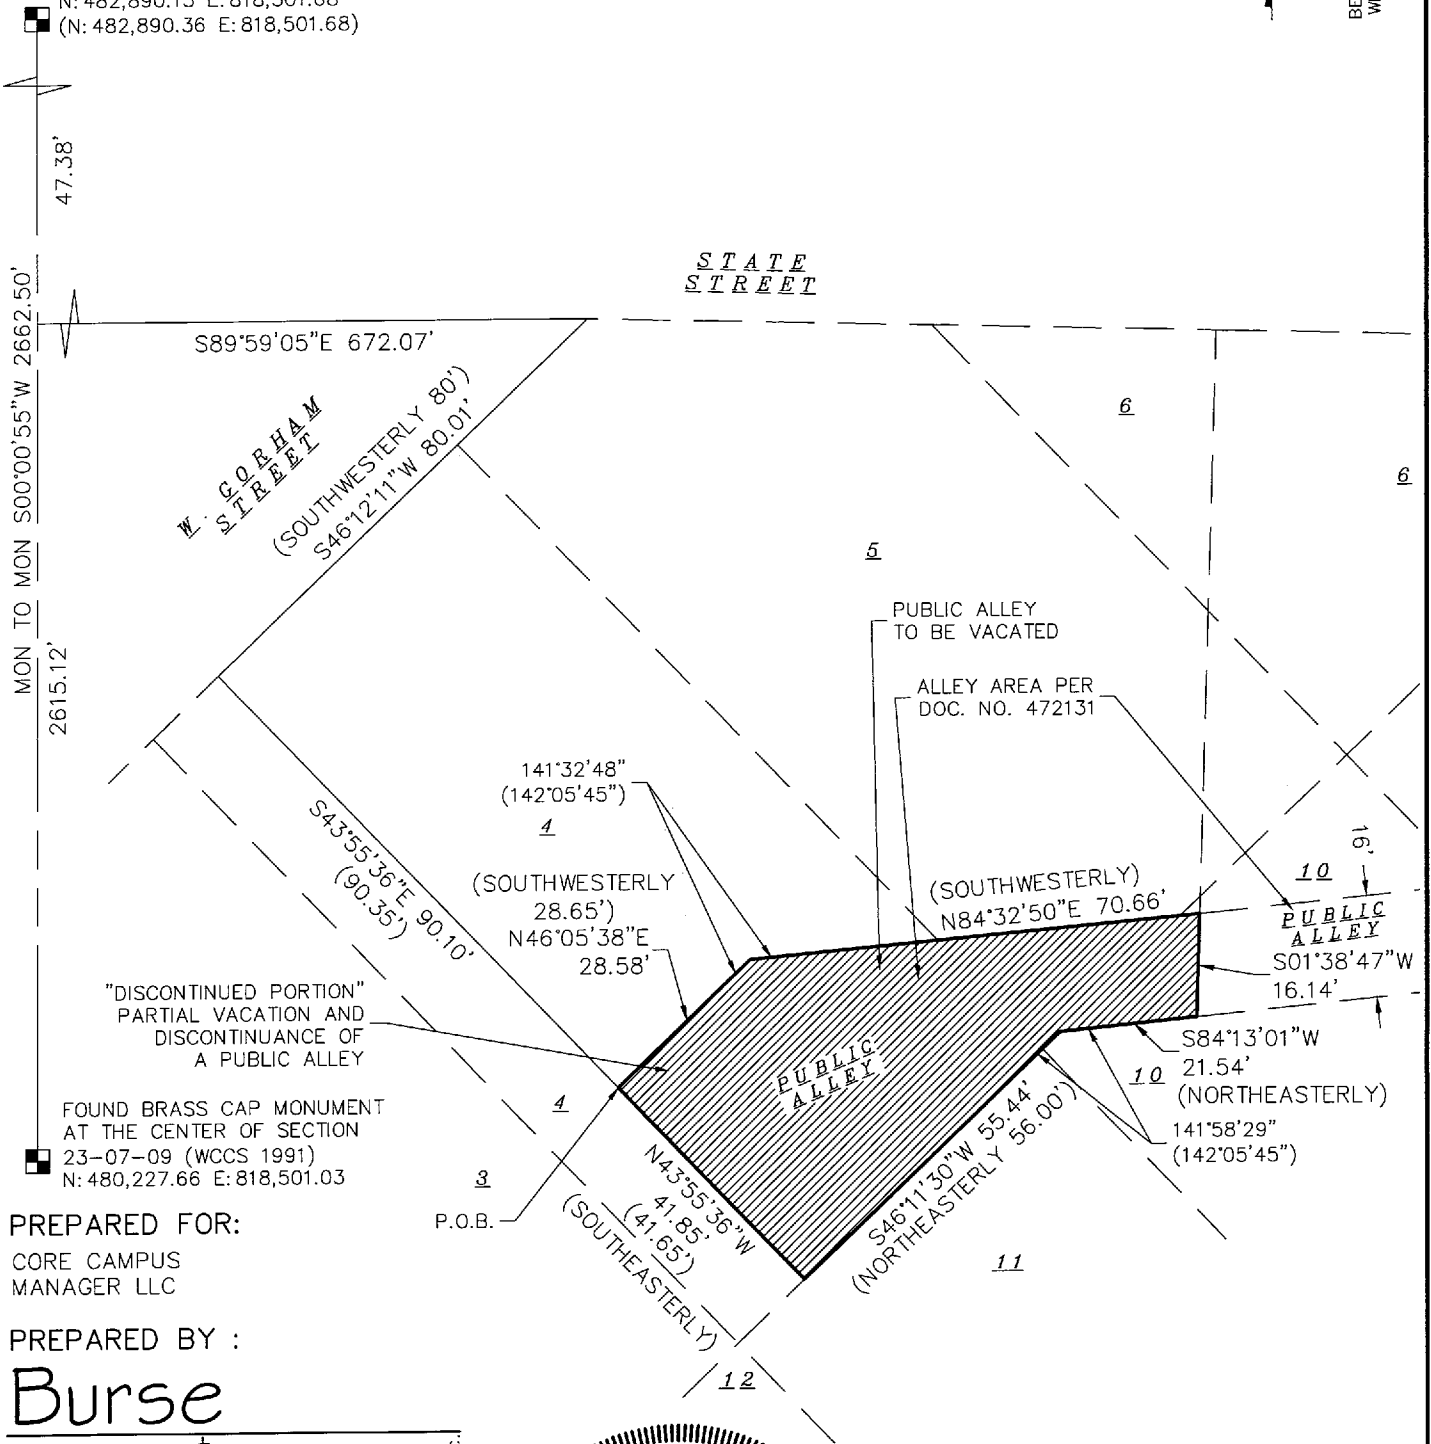 (N: 482,890.36 E: 818,501.68)
BE
47.38'
MON TO MON S00°00'55"W 2662.50'
2615.12'
STATE
STREET
S89°59'05"E 672.07'
W. GORHAM
STREET
(SOUTHWESTERLY 80')
S46°12'11"W 80.01'
6
6
5
PUBLIC ALLEY
TO BE VACATED
ALLEY AREA PER
DOC. NO. 472131
141°32'48"
(142°05'45")
4
S43°55'36"E 90.10'
(90.35')
(SOUTHWESTERLY
28.65')
N46°05'38"E
28.58'
(SOUTHWESTERLY)
N84°32'50"E 70.66'
16'
10
PUBLIC
ALLEY
S01°38'47"W
16.14'
"DISCONTINUED PORTION"
PARTIAL VACATION AND
DISCONTINUANCE OF
A PUBLIC ALLEY
PUBLIC
ALLEY
S84°13'01"W
21.54'
(NORTHEASTERLY)
10
141°58'29"
(142°05'45")
4
FOUND BRASS CAP MONUMENT
AT THE CENTER OF SECTION
23-07-09 (WCCS 1991)
N: 480,227.66 E: 818,501.03
3
P.O.B.
N43°55'36"W
41.85'
(41.65')
(SOUTHEASTERLY)
S46°11'30"W 55.44'
(NORTHEASTERLY 56.00')
11
12
PREPARED FOR:
CORE CAMPUS
MANAGER LLC
PREPARED BY :
Burse